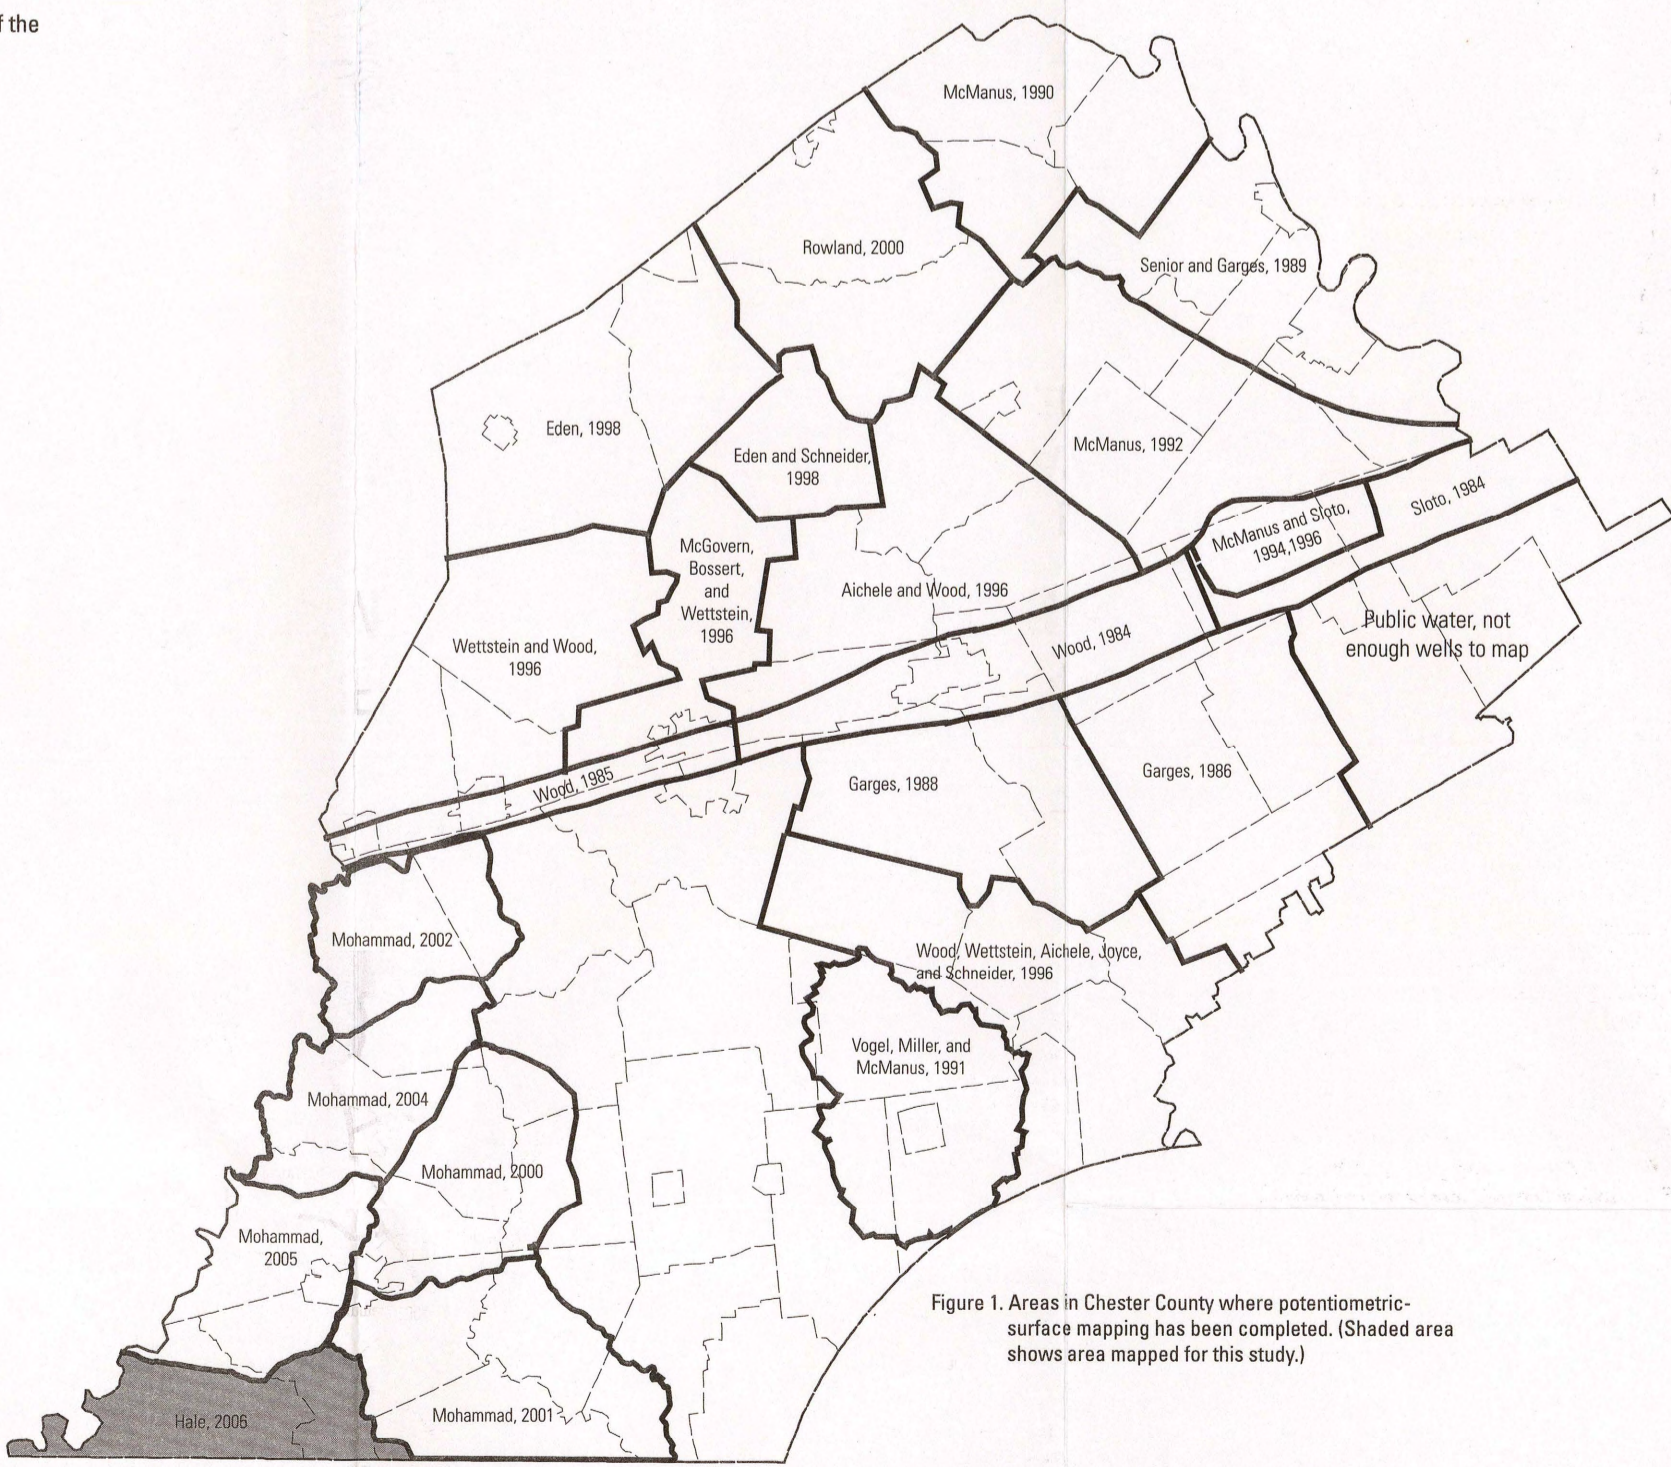 f the
McManus, 1990
Rowland, 2000
Senior and Garges, 1989
Eden, 1998
Eden and Schneider,
1998
McManus, 1992
Sloto, 1984
McManus and Sloto,
1994,1996
McGovern,
Bossert,
and
Wettstein,
1996
Aichele and Wood, 1996
Wood, 1984
Public water, not
enough wells to map
Wettstein and Wood,
1996
Wood, 1985
Garges, 1988
Garges, 1986
Mohammad, 2002
Wood, Wettstein, Aichele, Joyce,
and Schneider, 1996
Vogel, Miller, and
McManus, 1991
Mohammad, 2004
Mohammad, 2000
Mohammad,
2005
Hale, 2006
Mohammad, 2001
Figure 1. Areas in Chester County where potentiometric-
surface mapping has been completed. (Shaded area
shows area mapped for this study.)